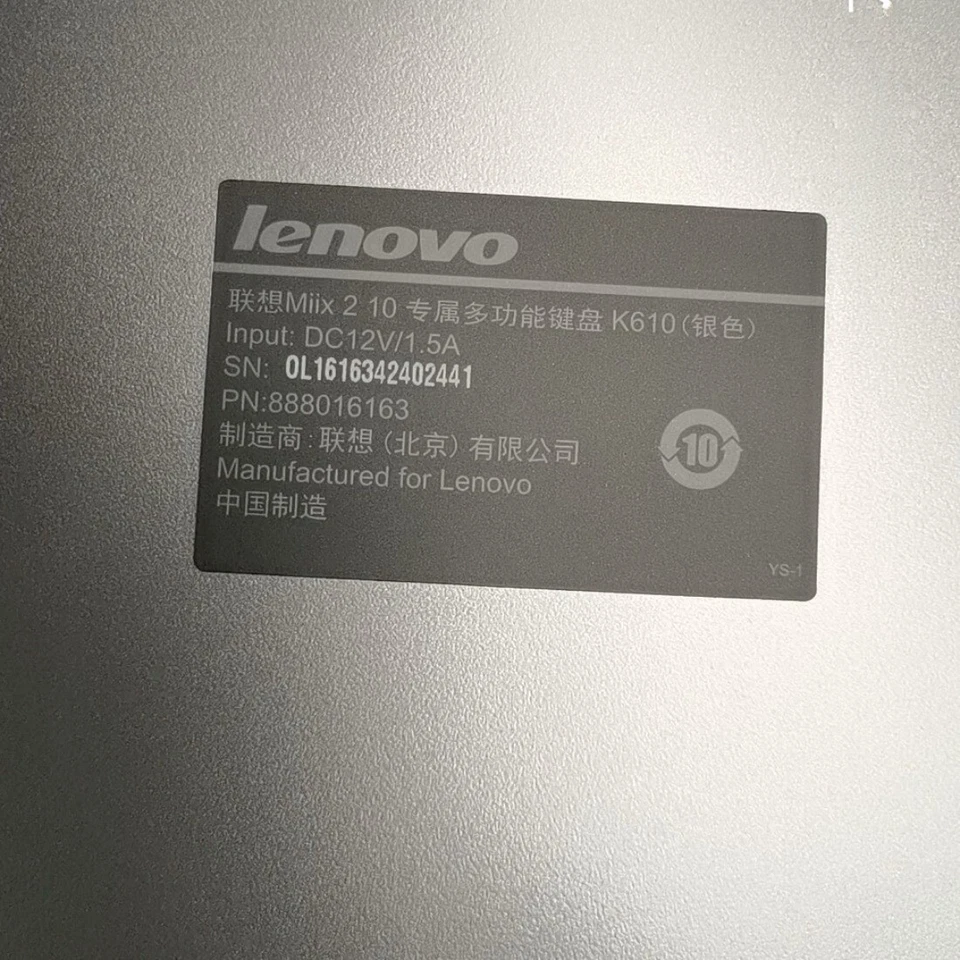 lenovo
联想Miix 2 10 专属多功能键盘 K610(银色)
Input: DC12V/1.5A
SN: 0L1616342402441
PN:888016163
制造商:联想(北京)有限公司
Manufactured for Lenovo
中国制造
10
YS-1